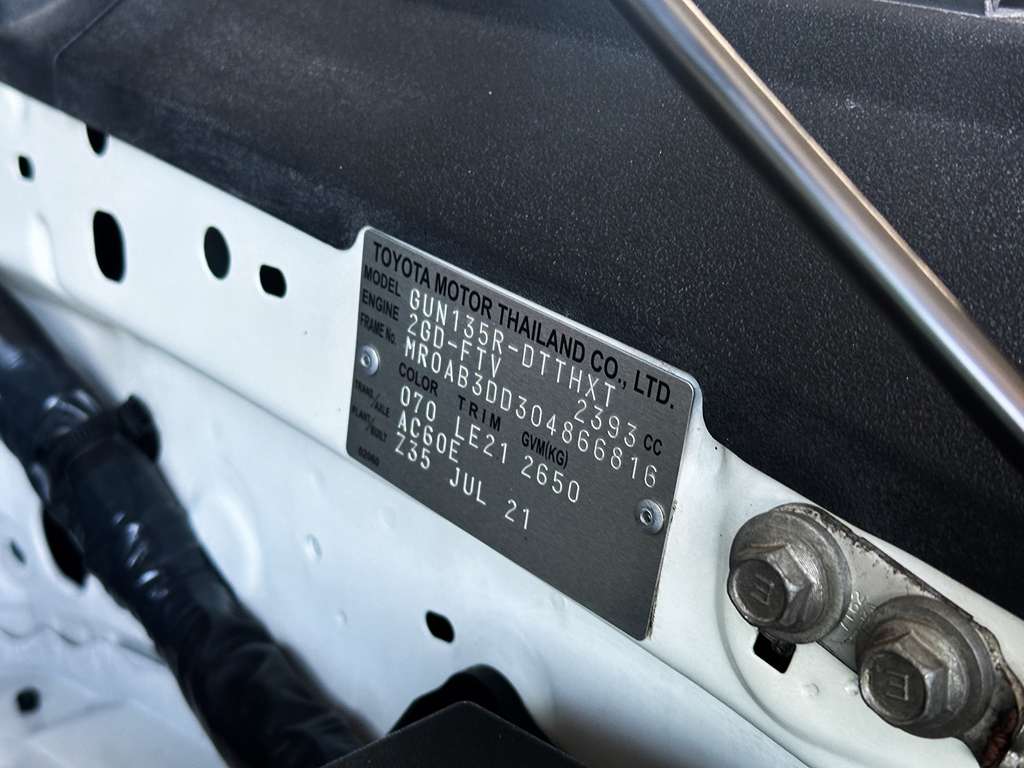 TOYOTA MOTOR THAILAND CO., LTD.
MODEL GUN135R-DTTHXT
ENGINE 2GD-FTV 2393 CC
FRAME No. MR0AB3DD304866816
COLOR TRIM GVM(KG)
070 LE21 2650
TRANS./AXLE AC60E
PLANT/BUILT Z35 JUL 21
02060
E
E